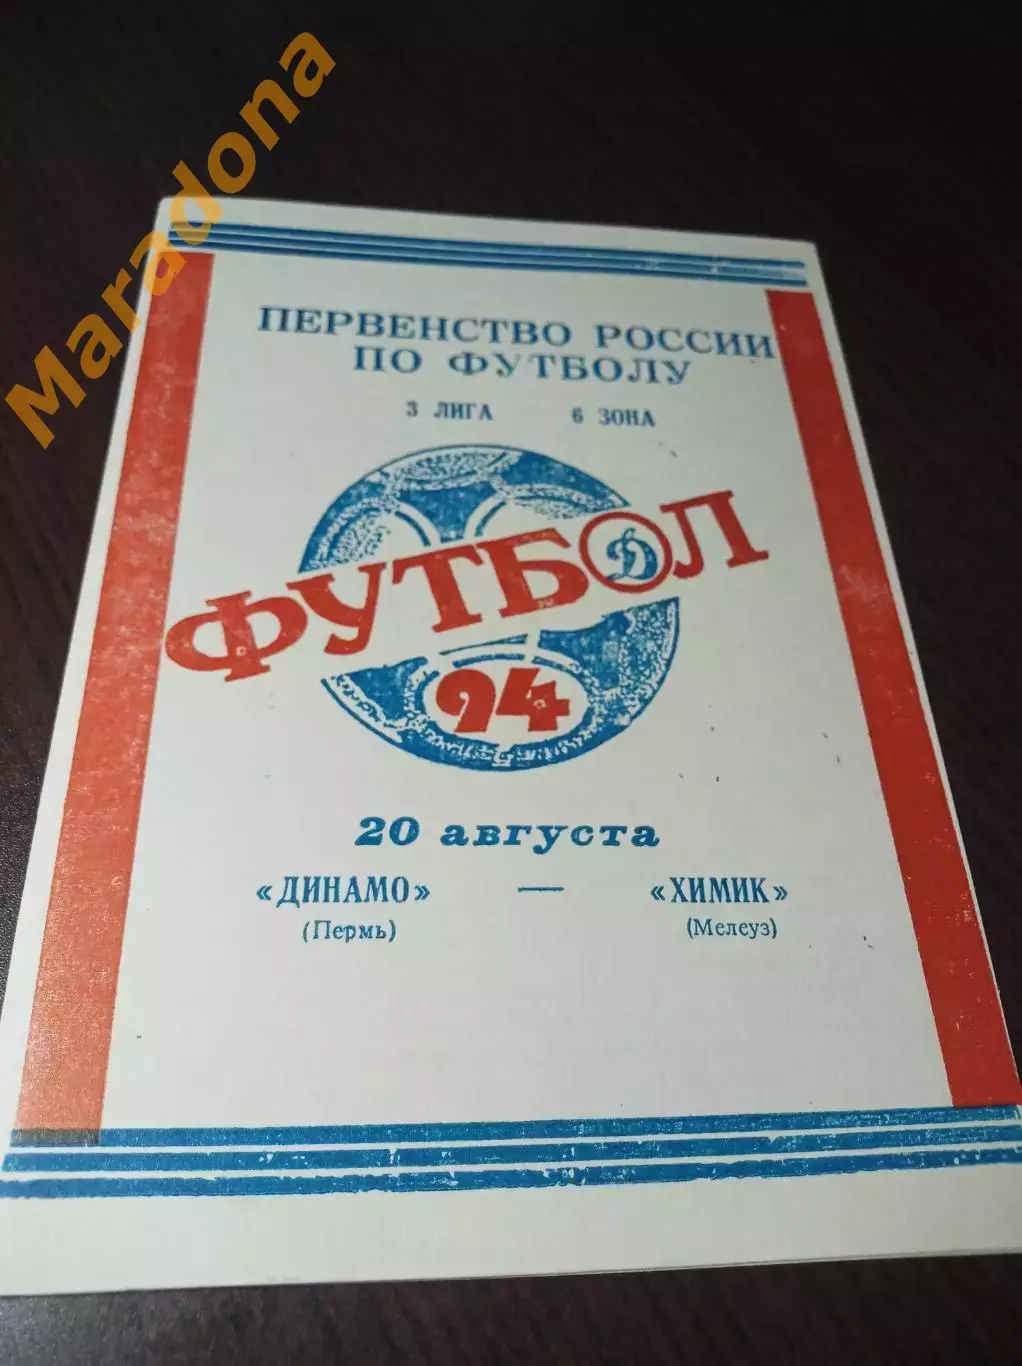 Maradona
ПЕРВЕНСТВО РОССИИ
ПО ФУТБОЛУ
3 ЛИГА 6 ЗОНА
ФУТБОЛ
94
20 августа
«ДИНАМО» — «ХИМИК»
(Пермь) (Мелеуз)